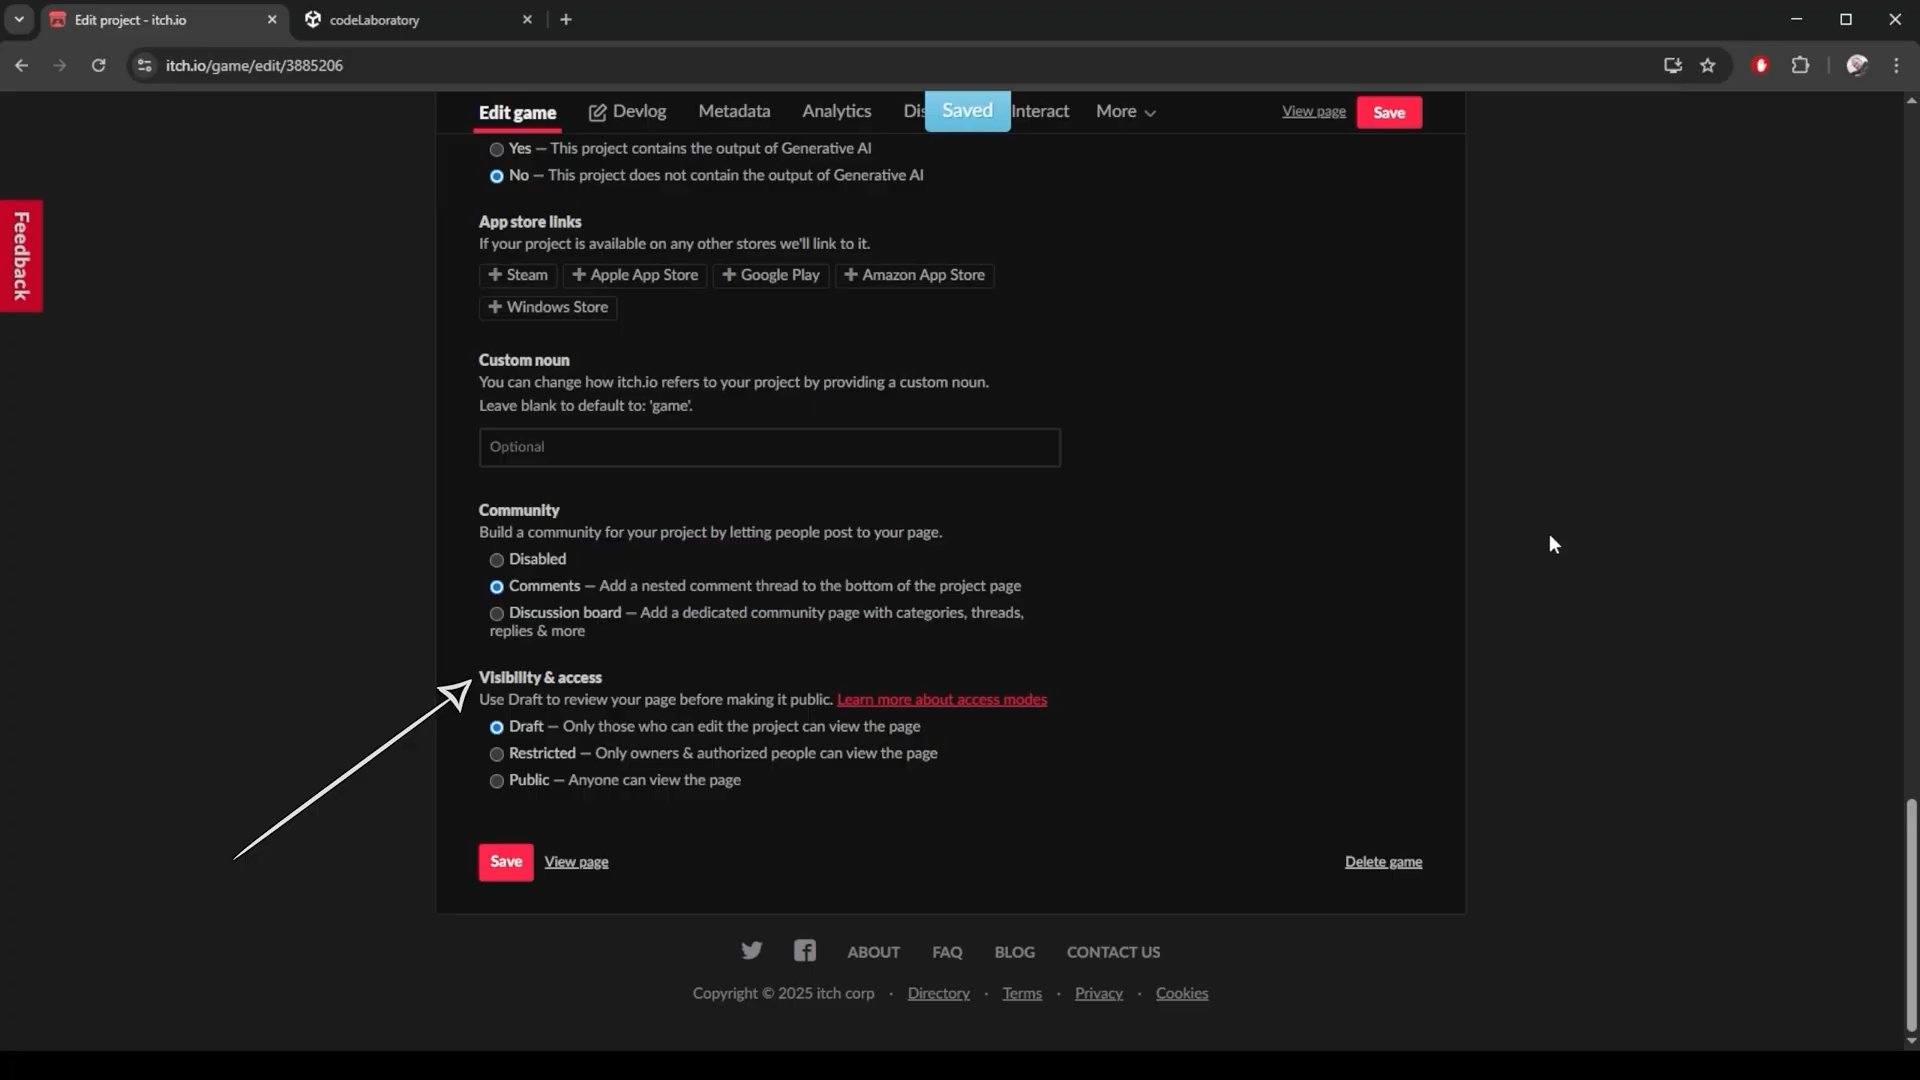 Edit project - itch.io
codeLaboratory
itch.io/game/edit/3885206
Edit game
Devlog
Metadata
Analytics
Dis
Saved
Interact
More
View page
Save
Yes — This project contains the output of Generative AI
No — This project does not contain the output of Generative AI
Feedback
App store links
If your project is available on any other stores we'll link to it.
Steam
Apple App Store
Google Play
Amazon App Store
Windows Store
Custom noun
You can change how itch.io refers to your project by providing a custom noun.
Leave blank to default to: 'game'.
Optional
Community
Build a community for your project by letting people post to your page.
Disabled
Comments — Add a nested comment thread to the bottom of the project page
Discussion board — Add a dedicated community page with categories, threads,
replies & more
Visibility & access
Use Draft to review your page before making it public. Learn more about access modes
Draft — Only those who can edit the project can view the page
Restricted — Only owners & authorized people can view the page
Public — Anyone can view the page
Save
View page
Delete game
ABOUT
FAQ
BLOG
CONTACT US
Copyright © 2025 itch corp · Directory · Terms · Privacy · Cookies